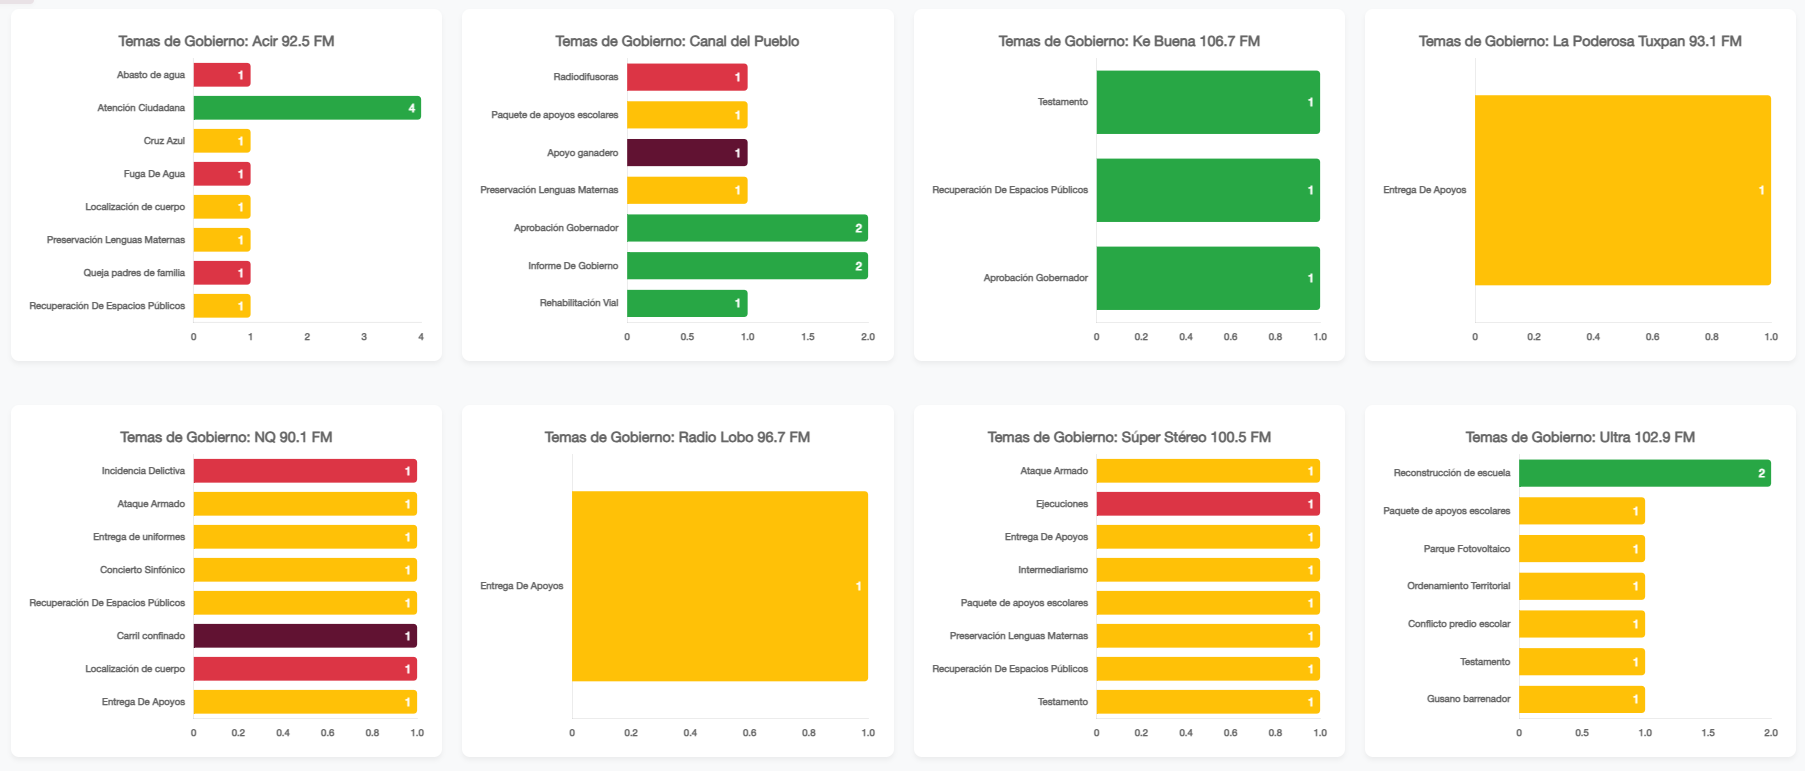 Temas de Gobierno: Acir 92.5 FM
Abasto de agua 1
Atención Ciudadana 4
Cruz Azul 1
Fuga De Agua 1
Localización de cuerpo 1
Preservación Lenguas Maternas 1
Queja padres de familia 1
Recuperación De Espacios Públicos 1
0 1 2 3 4
Temas de Gobierno: Canal del Pueblo
Radiodifusoras 1
Paquete de apoyos escolares 1
Apoyo ganadero 1
Preservación Lenguas Maternas 1
Aprobación Gobernador 2
Informe De Gobierno 2
Rehabilitación Vial 1
0 0.5 1.0 1.5 2.0
Temas de Gobierno: Ke Buena 106.7 FM
Testamento 1
Recuperación De Espacios Públicos 1
Aprobación Gobernador 1
0 0.2 0.4 0.6 0.8 1.0
Temas de Gobierno: La Poderosa Tuxpan 93.1 FM
Entrega De Apoyos 1
0 0.2 0.4 0.6 0.8 1.0
Temas de Gobierno: NQ 90.1 FM
Incidencia Delictiva 1
Ataque Armado 1
Entrega de uniformes 1
Concierto Sinfónico 1
Recuperación De Espacios Públicos 1
Carril confinado 1
Localización de cuerpo 1
Entrega De Apoyos 1
0 0.2 0.4 0.6 0.8 1.0
Temas de Gobierno: Radio Lobo 96.7 FM
Entrega De Apoyos 1
0 0.2 0.4 0.6 0.8 1.0
Temas de Gobierno: Súper Stéreo 100.5 FM
Ataque Armado 1
Ejecuciones 1
Entrega De Apoyos 1
Intermediarismo 1
Paquete de apoyos escolares 1
Preservación Lenguas Maternas 1
Recuperación De Espacios Públicos 1
Testamento 1
0 0.2 0.4 0.6 0.8 1.0
Temas de Gobierno: Ultra 102.9 FM
Reconstrucción de escuela 2
Paquete de apoyos escolares 1
Parque Fotovoltaico 1
Ordenamiento Territorial 1
Conflicto predio escolar 1
Testamento 1
Gusano barrenador 1
0 0.5 1.0 1.5 2.0